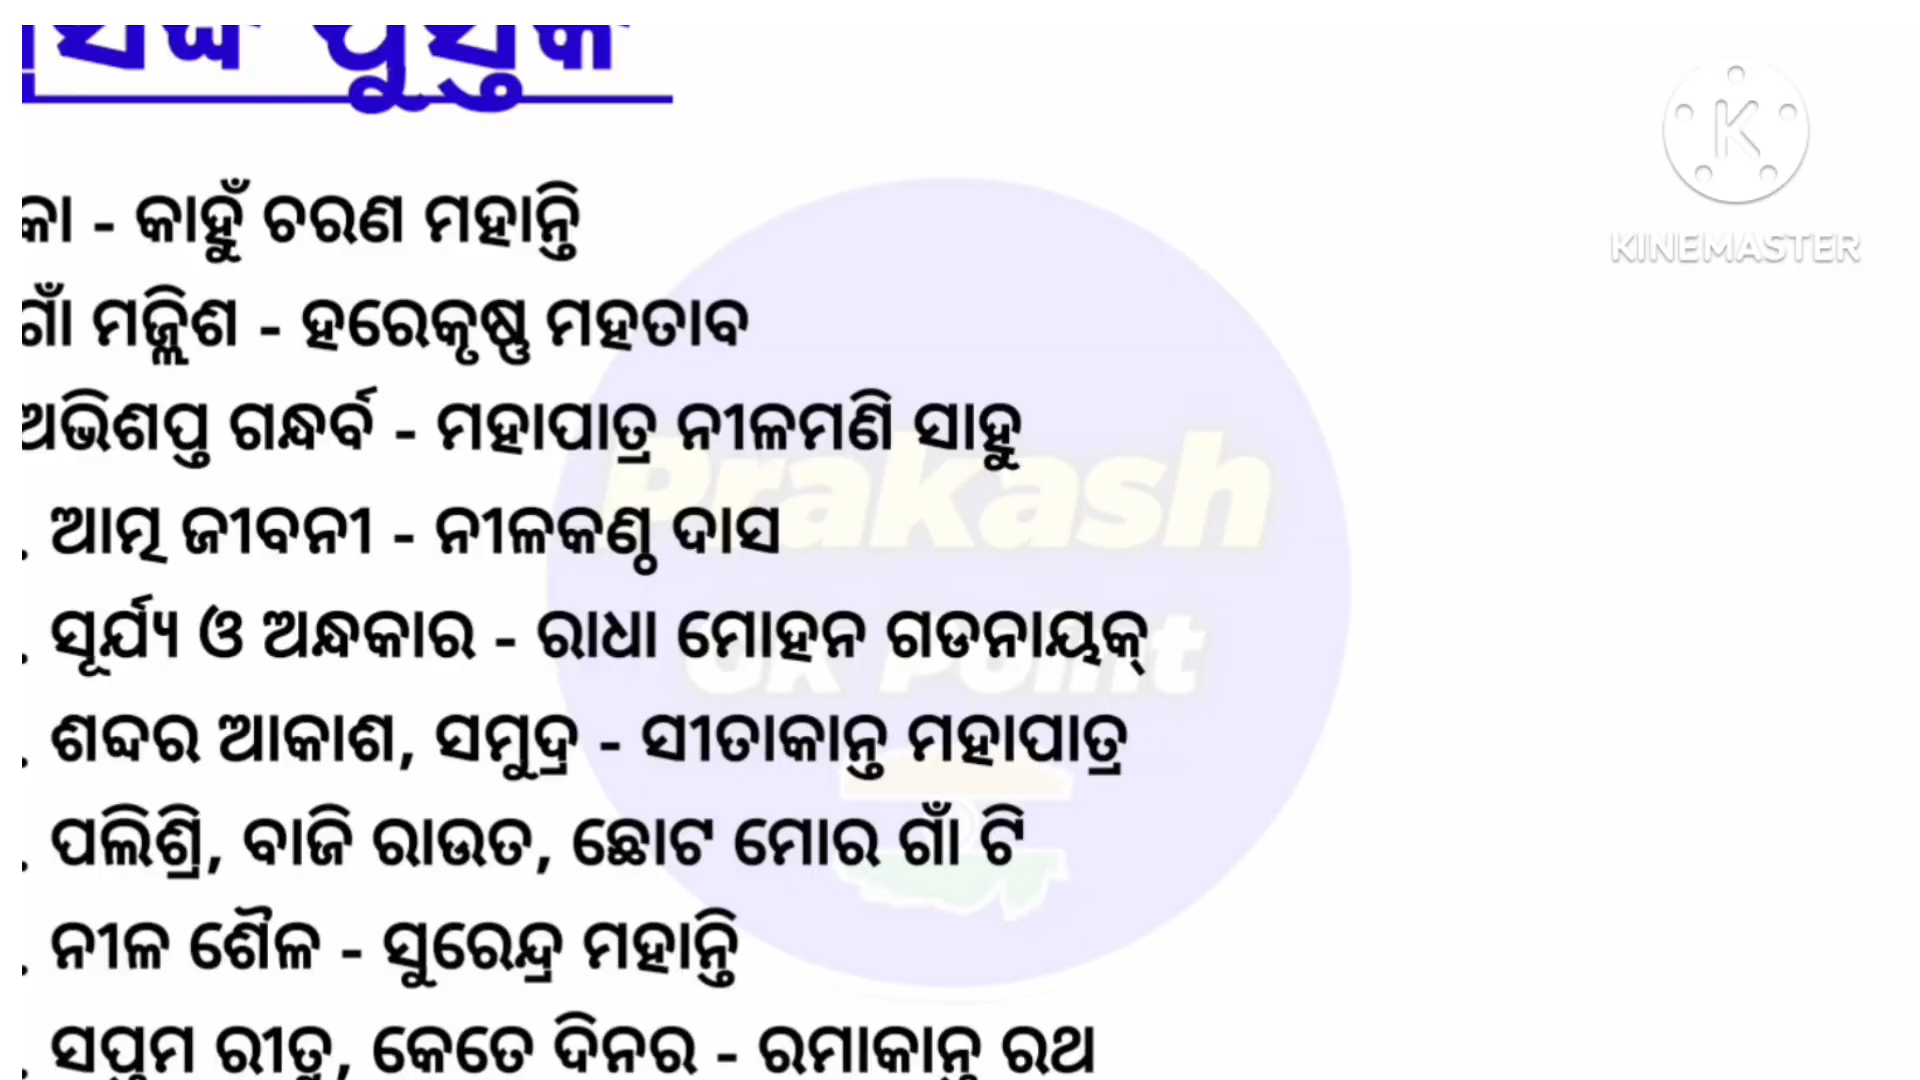 ପୁସ୍ତକ
କା - କାହୁଁ ଚରଣ ମହାନ୍ତି
ଗାଁ ମଜ୍ଲିଶ - ହରେକୃଷ୍ଣ ମହତାବ
ଅଭିଶପ୍ତ ଗନ୍ଧର୍ବ - ମହାପାତ୍ର ନୀଳମଣି ସାହୁ
. ଆତ୍ମ ଜୀବନୀ - ନୀଳକଣ୍ଠ ଦାସ
. ସୂର୍ଯ୍ୟ ଓ ଅନ୍ଧକାର - ରାଧା ମୋହନ ଗଡନାୟକ୍
. ଶବ୍ଦର ଆକାଶ, ସମୁଦ୍ର - ସୀତାକାନ୍ତ ମହାପାତ୍ର
. ପଲିଶ୍ରି, ବାଜି ରାଉତ, ଛୋଟ ମୋର ଗାଁ ଟି
. ନୀଳ ଶୈଳ - ସୁରେନ୍ଦ୍ର ମହାନ୍ତି
. ସପ୍ତମ ରୀତୁ, କେତେ ଦିନର - ରମାକାନ୍ତ ରଥ
Prakash
GK Point
K
KINEMASTER